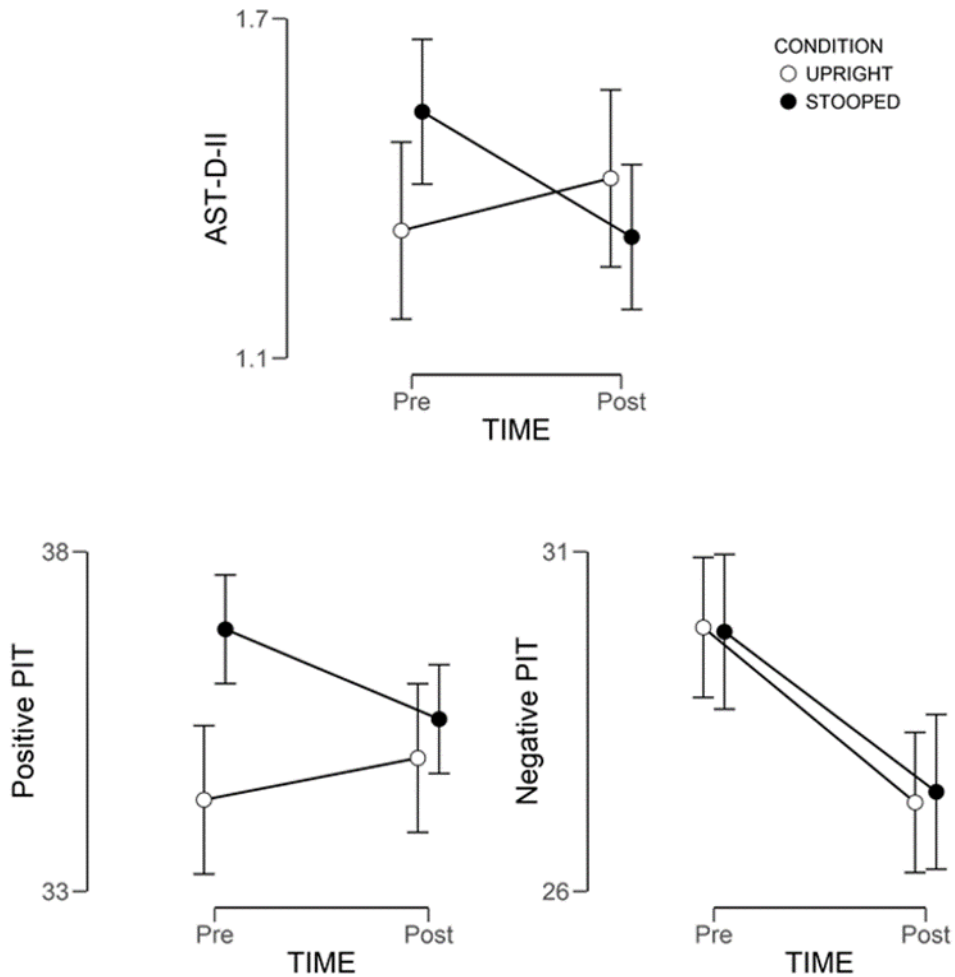 1.7
CONDITION
UPRIGHT
STOOPED
AST-D-II
1.1
Pre Post
TIME
38
Positive PIT
33
Pre Post
TIME
31
Negative PIT
26
Pre Post
TIME